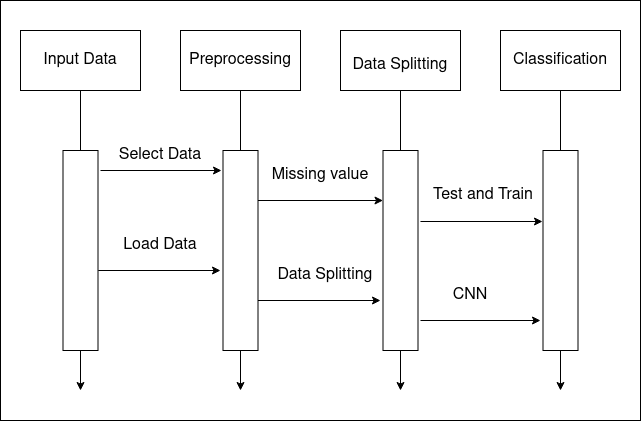 Input Data
Preprocessing
Data Splitting
Classification
Select Data
Missing value
Test and Train
Load Data
Data Splitting
CNN